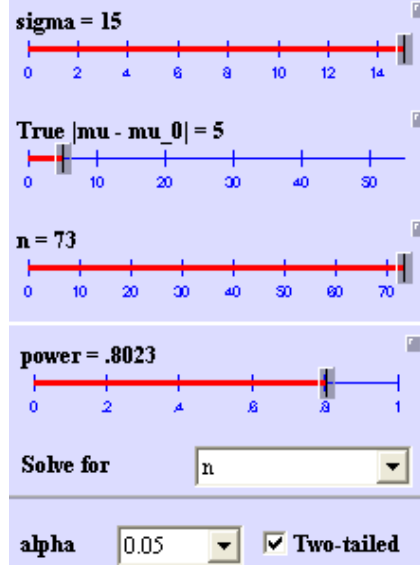 sigma = 15
0 2 4 6 8 10 12 14
True |mu - mu_0| = 5
0 10 20 30 40 50
n = 73
0 10 20 30 40 50 60 70
power = .8023
0 .2 .4 .6 .8 1
Solve for n
alpha 0.05 Two-tailed